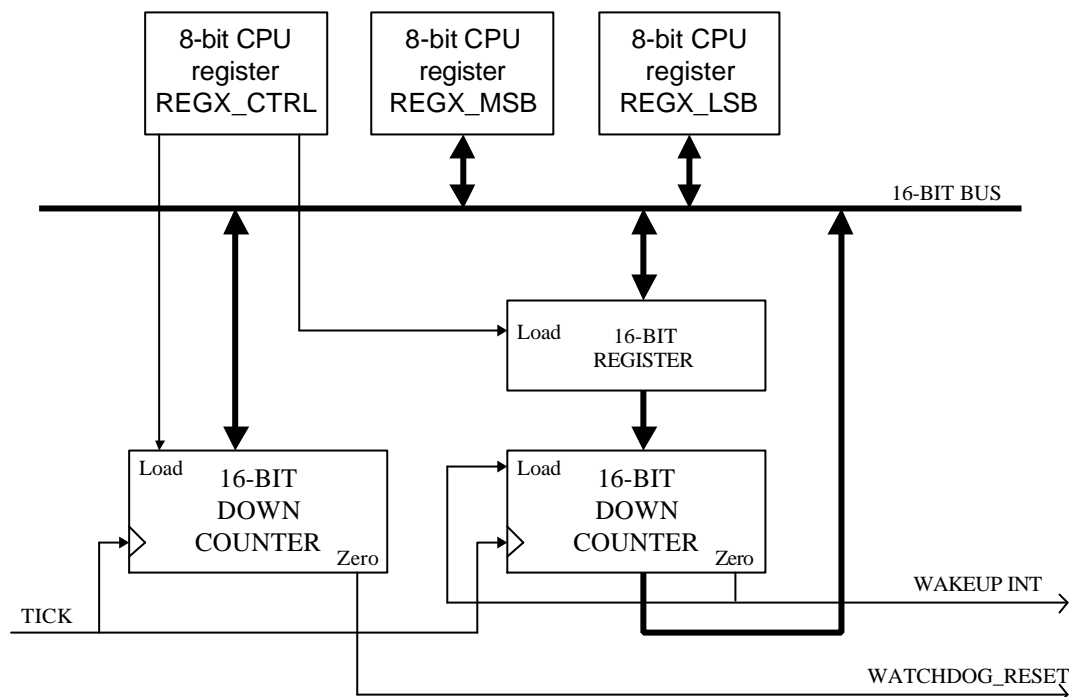 8-bit CPU
register
REGX_CTRL
8-bit CPU
register
REGX_MSB
8-bit CPU
register
REGX_LSB
16-BIT BUS
Load
16-BIT
REGISTER
Load
16-BIT
DOWN
COUNTER
Zero
Load
16-BIT
DOWN
COUNTER
Zero
WAKEUP INT
TICK
WATCHDOG_RESET